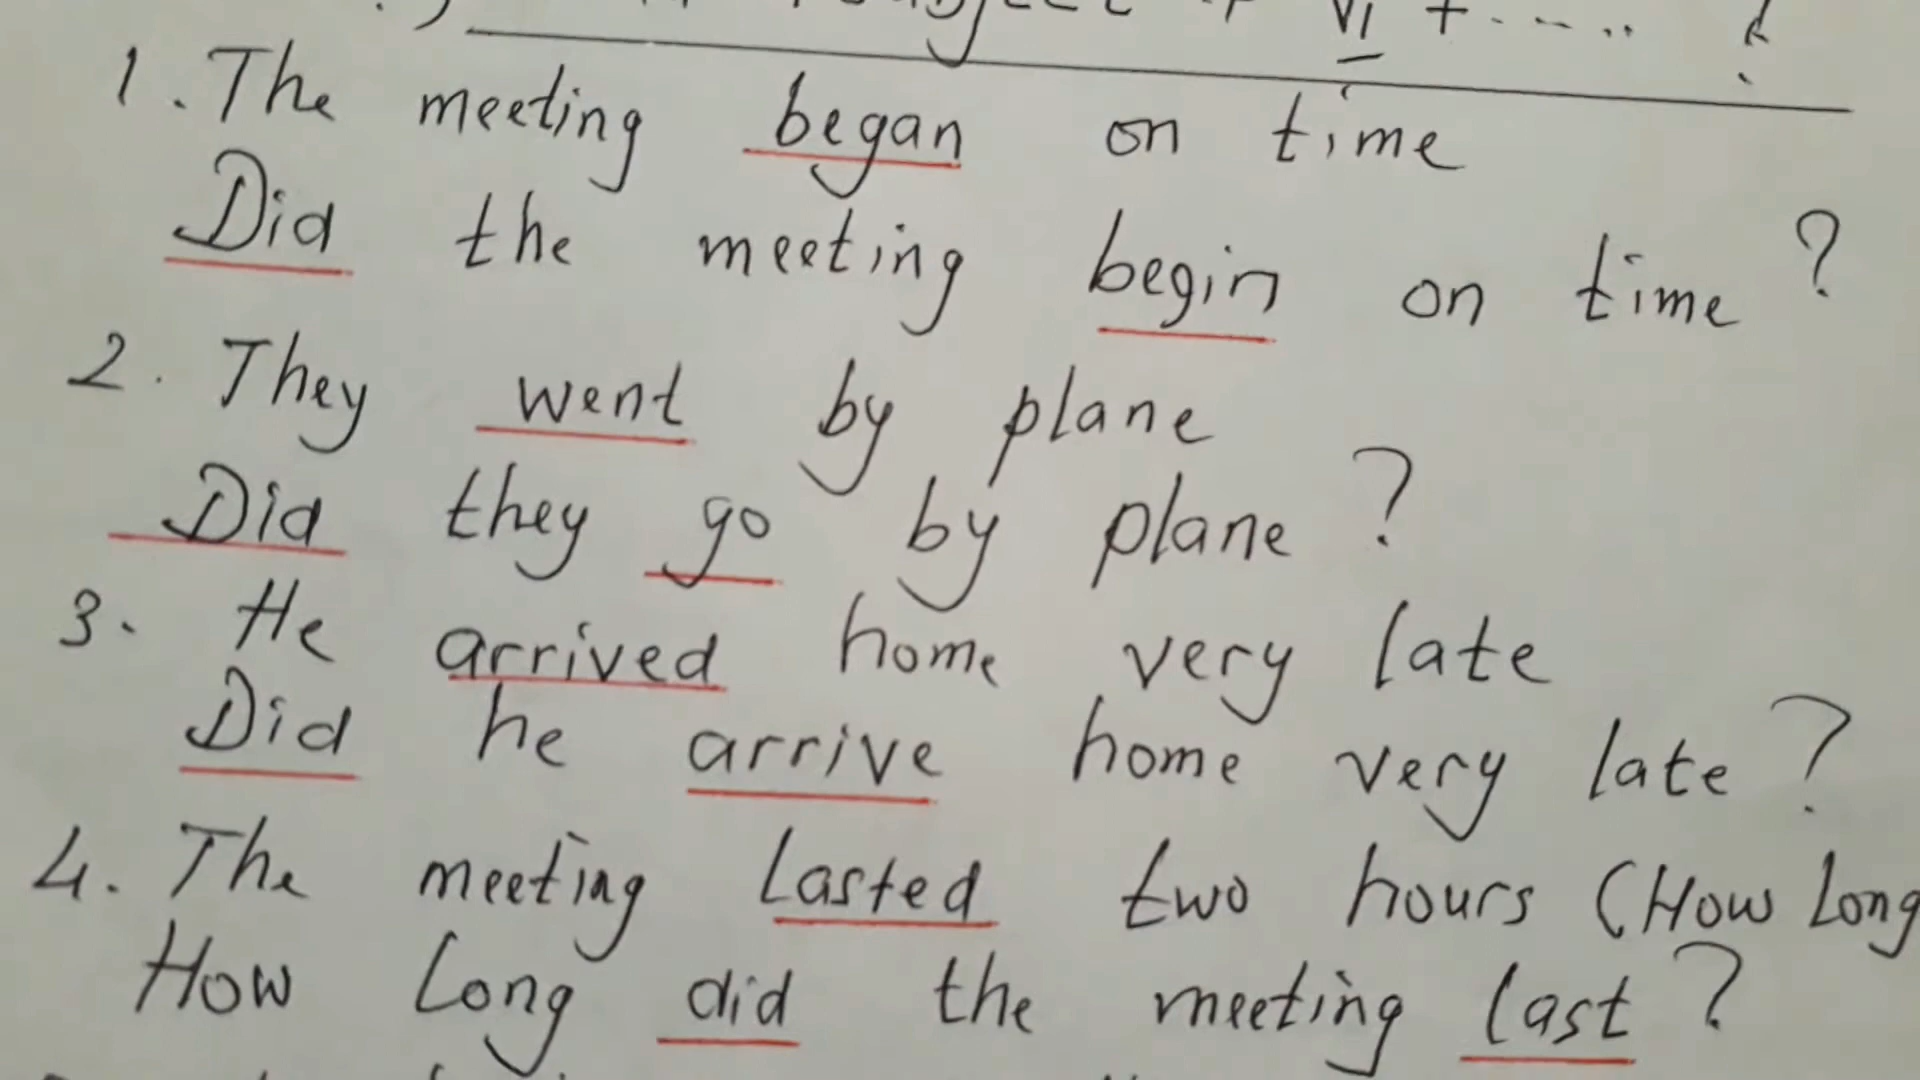 subject + V1 + ..... ?
1. The meeting began on time
Did the meeting begin on time ?
2. They went by plane
Did they go by plane ?
3. He arrived home very late
Did he arrive home very late ?
4. The meeting Lasted two hours (How Long
How Long did the meeting last ?